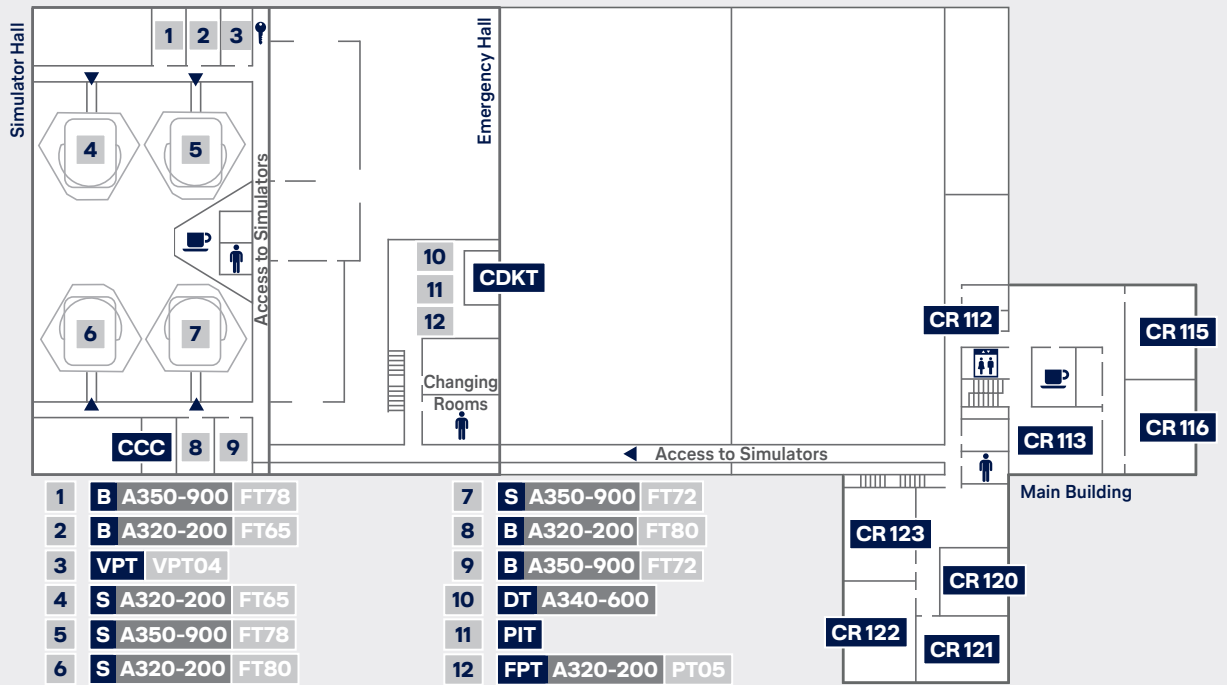 Simulator Hall
1 2 3
Emergency Hall
4 5
Access to Simulators
10
11
12
CDKT
CR 112
CR 115
6 7
Changing
Rooms
CR 113
CR 116
CCC 8 9
Access to Simulators
Main Building
CR 123
CR 120
CR 122
CR 121
1 B A350-900 FT78
2 B A320-200 FT65
3 VPT VPT04
4 S A320-200 FT65
5 S A350-900 FT78
6 S A320-200 FT80
7 S A350-900 FT72
8 B A320-200 FT80
9 B A350-900 FT72
10 DT A340-600
11 PIT
12 FPT A320-200 PT05